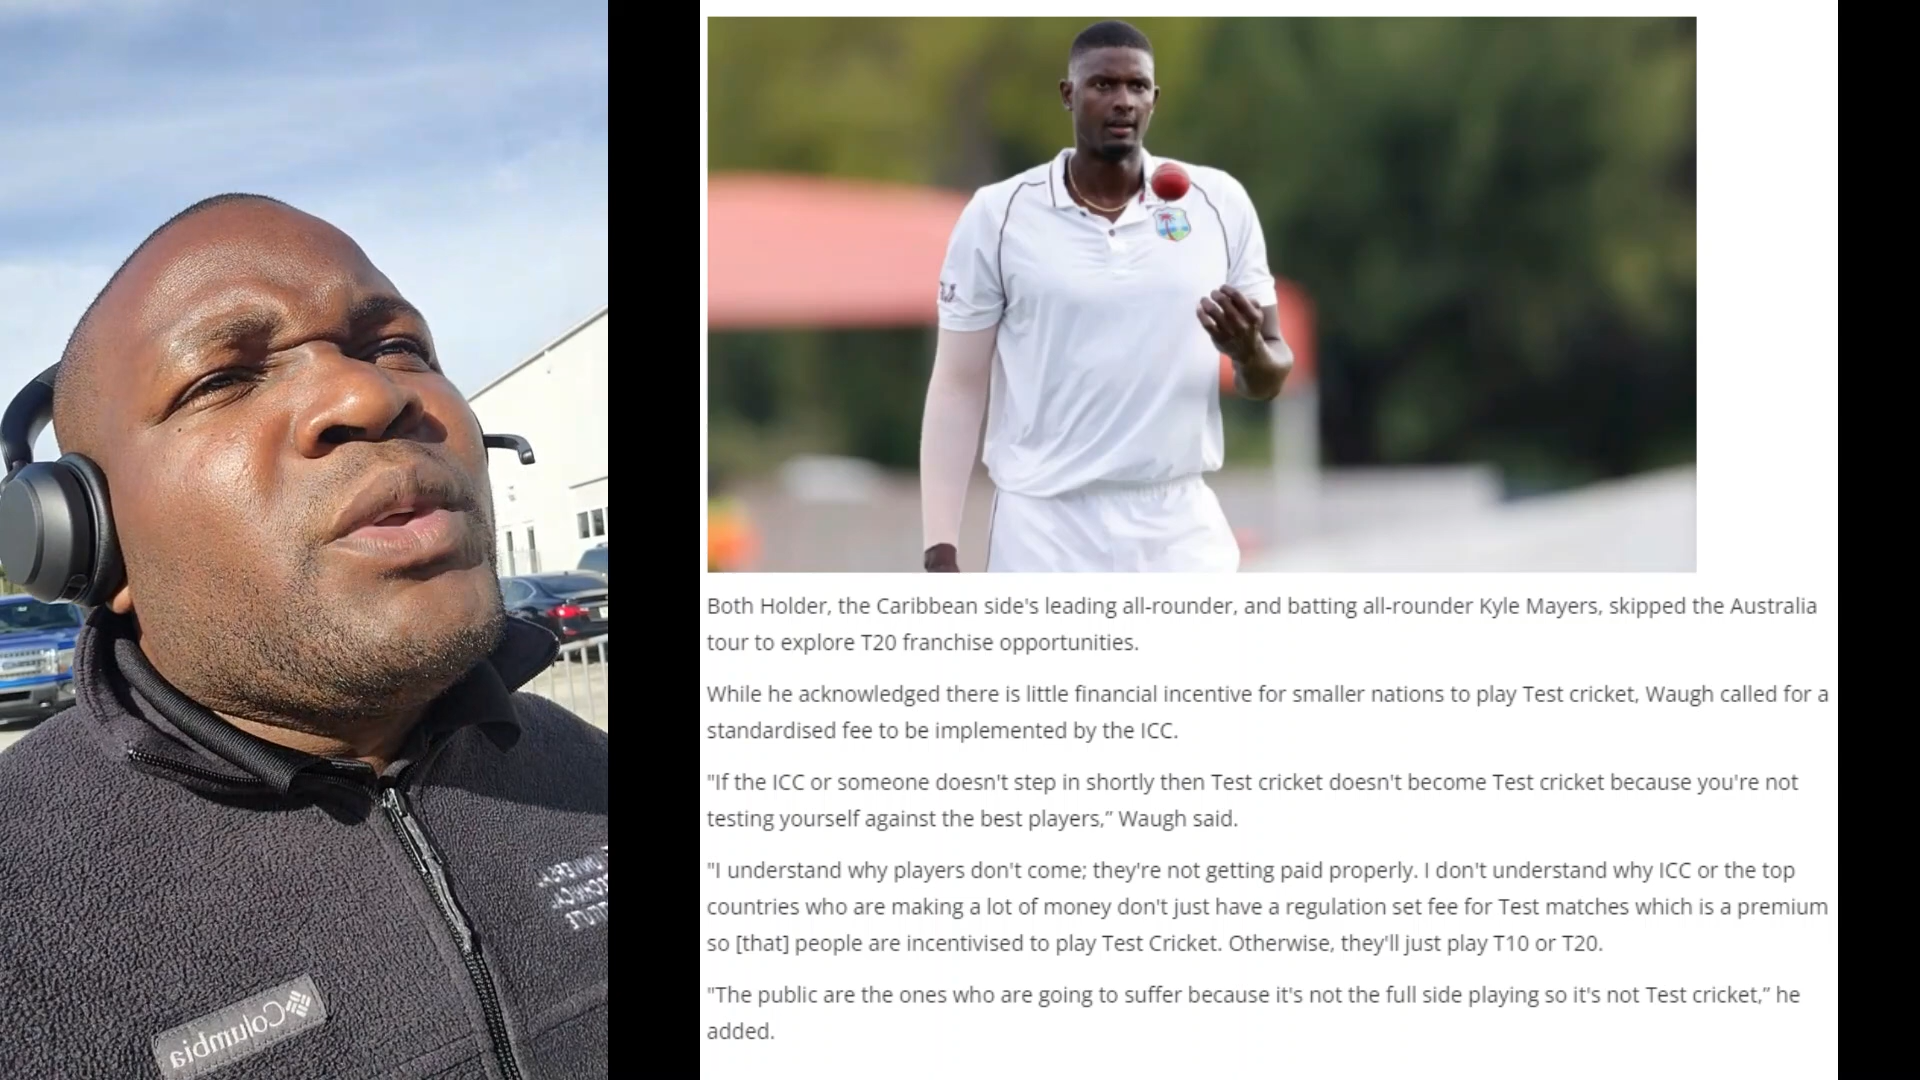 Both Holder, the Caribbean side's leading all-rounder, and batting all-rounder Kyle Mayers, skipped the Australia
tour to explore T20 franchise opportunities.
While he acknowledged there is little financial incentive for smaller nations to play Test cricket, Waugh called for a
standardised fee to be implemented by the ICC.
"If the ICC or someone doesn't step in shortly then Test cricket doesn't become Test cricket because you're not
testing yourself against the best players,” Waugh said.
"I understand why players don't come; they're not getting paid properly. I don't understand why ICC or the top
countries who are making a lot of money don't just have a regulation set fee for Test matches which is a premium
so [that] people are incentivised to play Test Cricket. Otherwise, they'll just play T10 or T20.
"The public are the ones who are going to suffer because it's not the full side playing so it's not Test cricket,” he
added.
Columbia